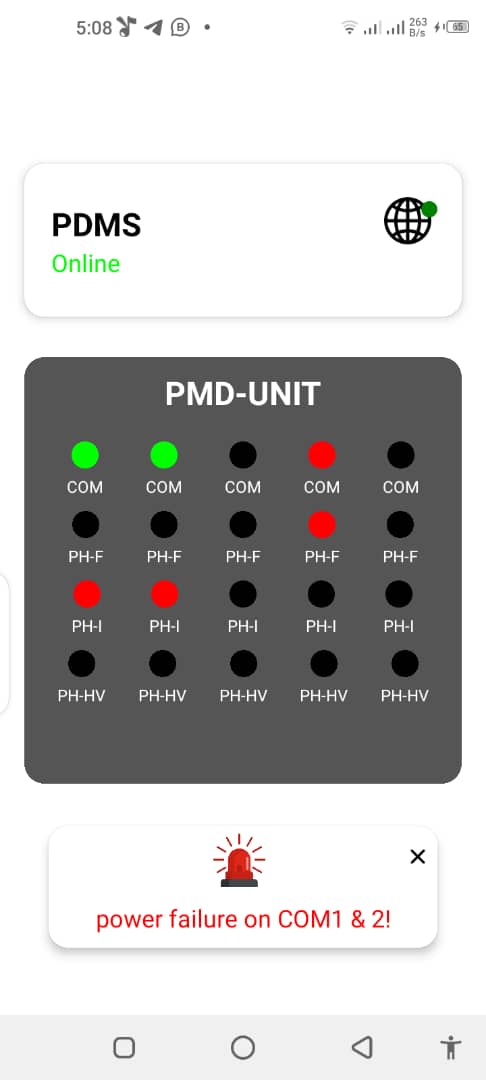 5:08
263
B/s
65
PDMS
Online
PMD-UNIT
COM COM COM COM COM
PH-F PH-F PH-F PH-F PH-F
PH-I PH-I PH-I PH-I PH-I
PH-HV PH-HV PH-HV PH-HV PH-HV
power failure on COM1 & 2!